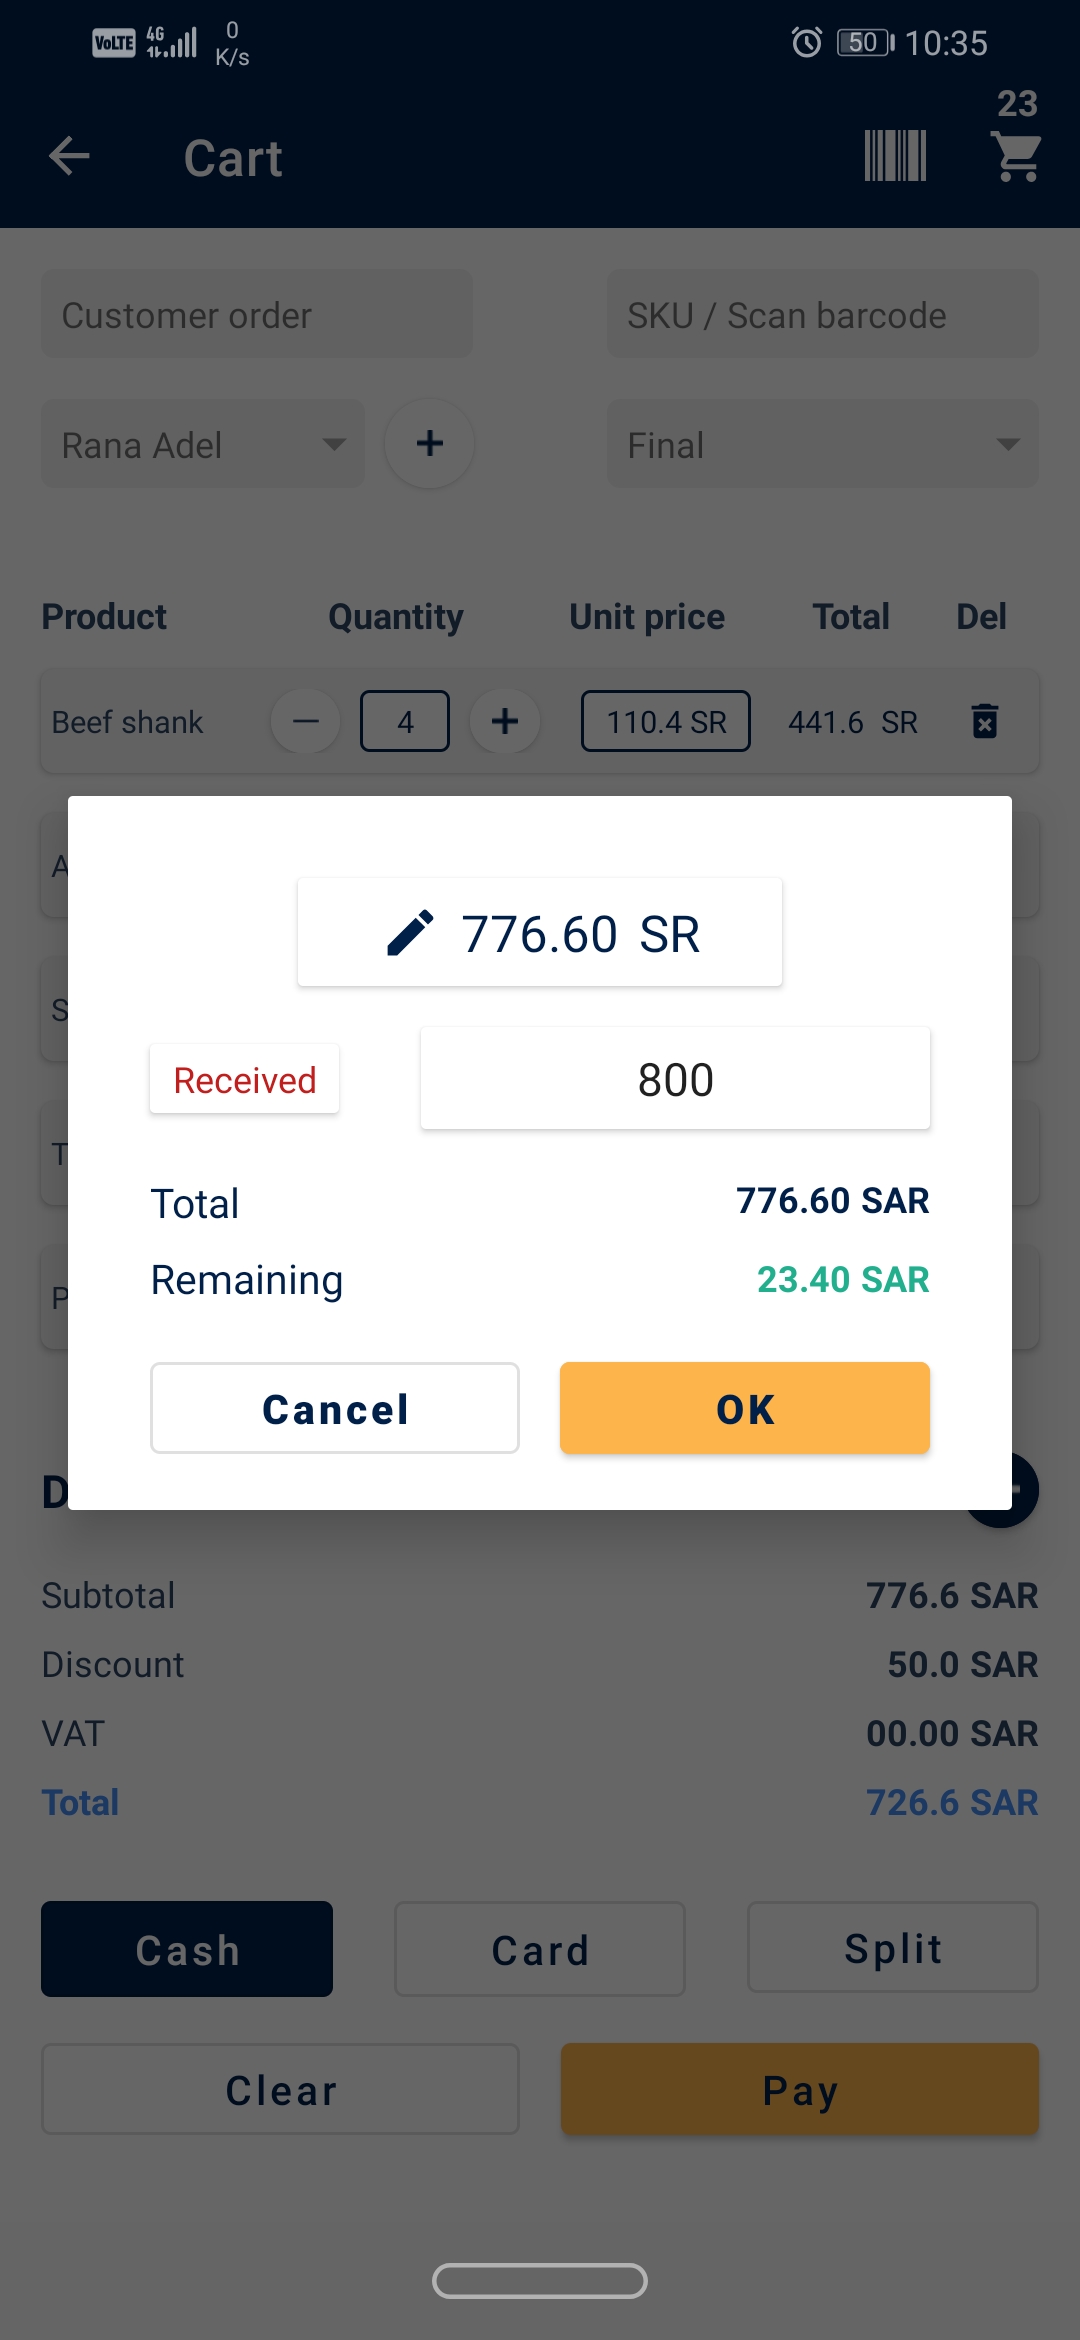 VoLTE 4G 0 K/s 50 10:35
23
Cart
Customer order SKU / Scan barcode
Rana Adel Final
Product Quantity Unit price Total Del
Beef shank 4 110.4 SR 441.6 SR
A
776.60 SR
S
Received 800
T
Total 776.60 SAR
Remaining 23.40 SAR
P
Cancel OK
D
Subtotal 776.6 SAR
Discount 50.0 SAR
VAT 00.00 SAR
Total 726.6 SAR
Cash Card Split
Clear Pay